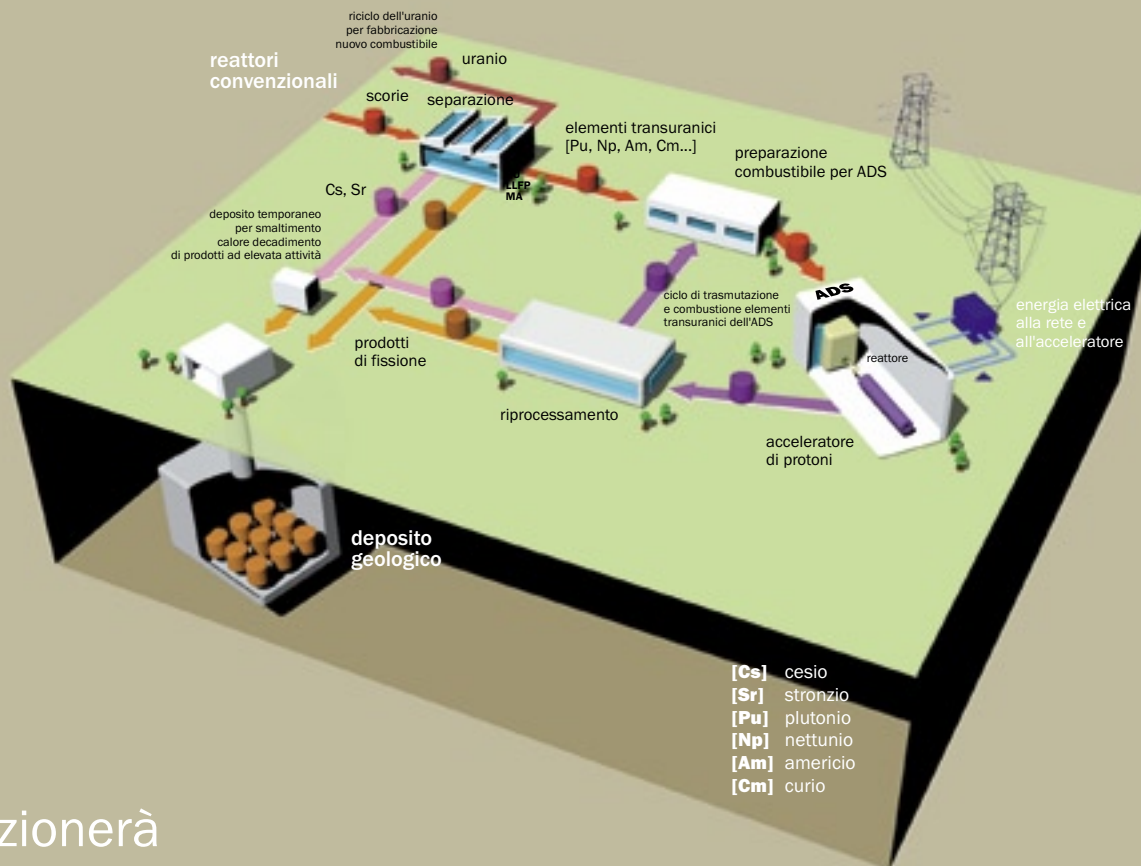 riciclo dell'uranio
per fabbricazione
nuovo combustibile
reattori
convenzionali
uranio
scorie
separazione
elementi transuranici
[Pu, Np, Am, Cm...]
preparazione
combustibile per ADS
LLFP
MA
Cs, Sr
deposito temporaneo
per smaltimento
calore decadimento
di prodotti ad elevata attività
ADS
ciclo di trasmutazione
e combustione elementi
transuranici dell'ADS
energia elettrica
alla rete e
all'acceleratore
reattore
prodotti
di fissione
riprocessamento
acceleratore
di protoni
deposito
geologico
[Cs] cesio
[Sr] stronzio
[Pu] plutonio
[Np] nettunio
[Am] americio
[Cm] curio
zionerà